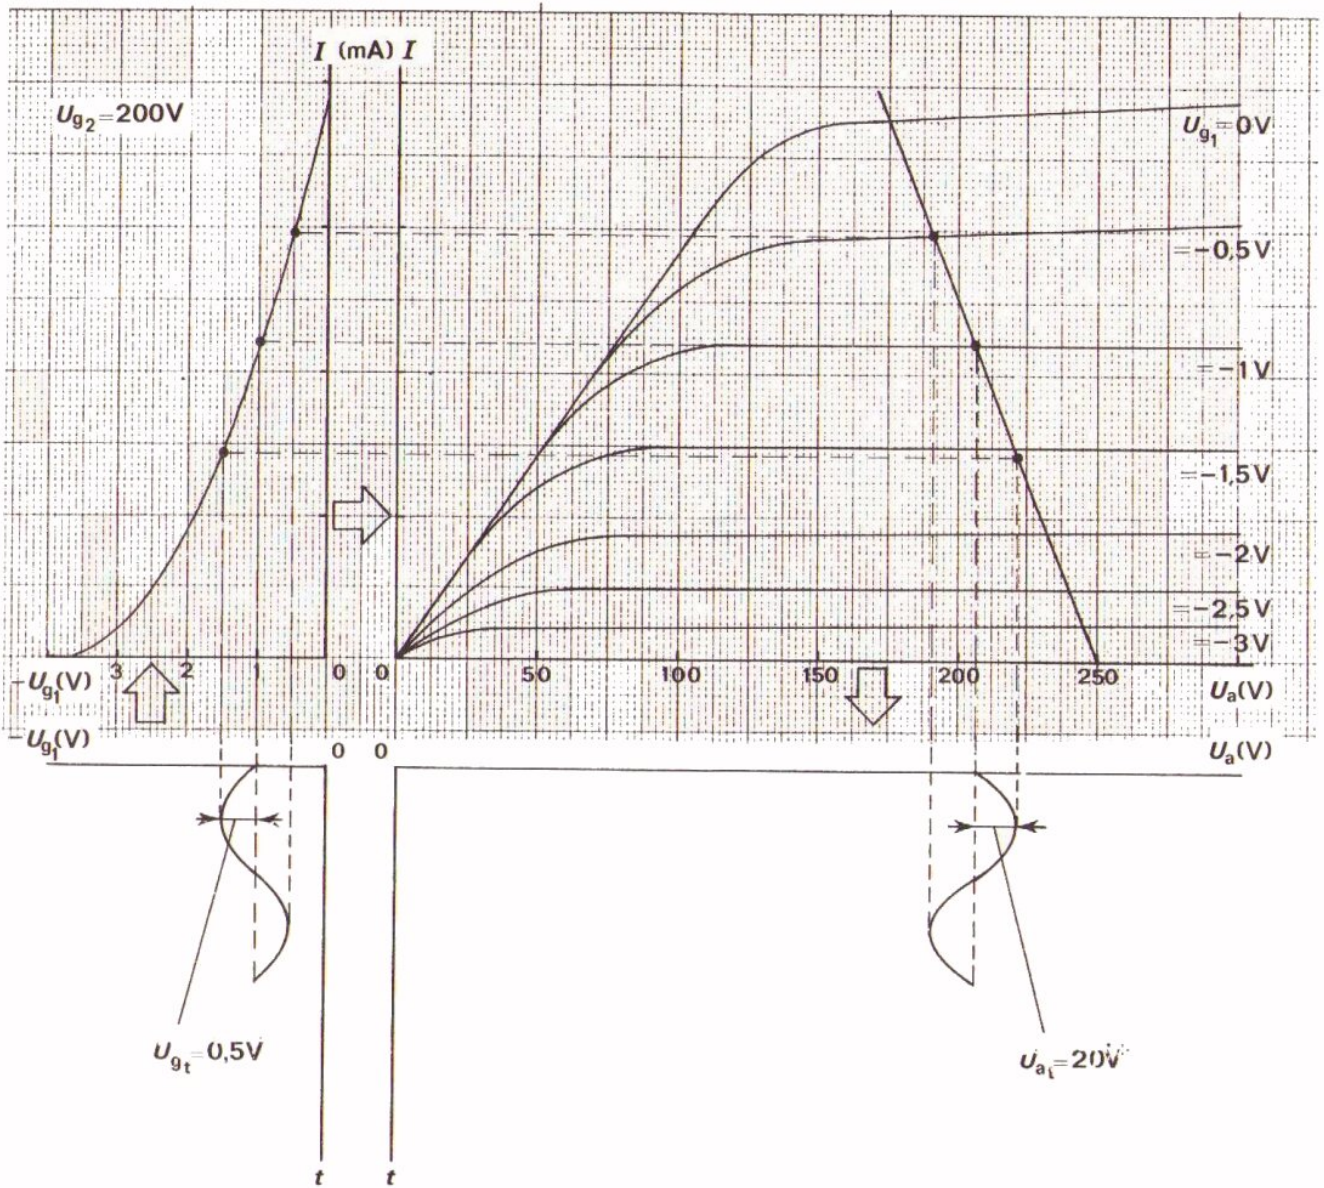 I (mA) I
Ug2=200V
Ug1=0V
=-0,5V
=-1V
=-1,5V
=-2V
=-2,5V
=-3V
3 2 1 0 0 50 100 150 200 250
-Ug1(V) Ua(V)
-Ug1(V) 0 0 Ua(V)
Ugt=0,5V
Uat=20V
t t